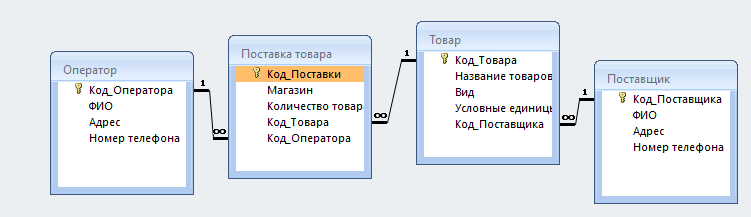 Оператор
Код_Оператора
ФИО
Адрес
Номер телефона
1
∞
Поставка товара
Код_Поставки
Магазин
Количество товар
Код_Товара
Код_Оператора
1
∞
Товар
Код_Товара
Название товаров
Вид
Условные единицы
Код_Поставщика
1
∞
Поставщик
Код_Поставщика
ФИО
Адрес
Номер телефона